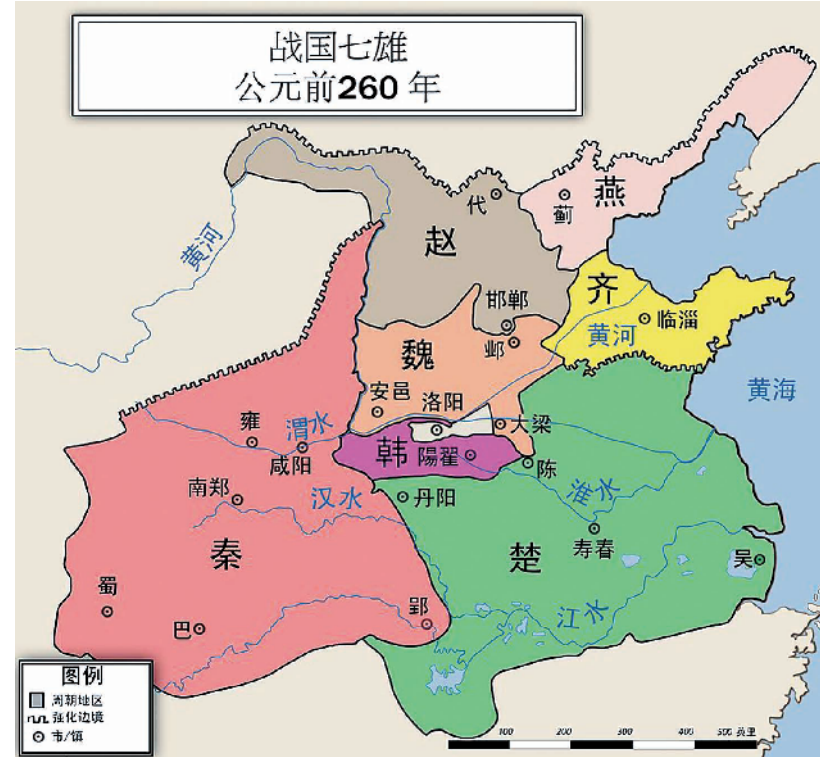 战国七雄
公元前260 年
燕
蓟
代
赵
黄河
齐
临淄
黄河
邯郸
邺
魏
黄海
安邑
洛阳
大梁
雍
渭水
咸阳
韩
陽翟
陈
南郑
汉水
丹阳
淮水
寿春
秦
楚
吴
蜀
巴
郢
江水
图例
周朝地区
强化边境
市/镇
100 200 300 400 500 英里